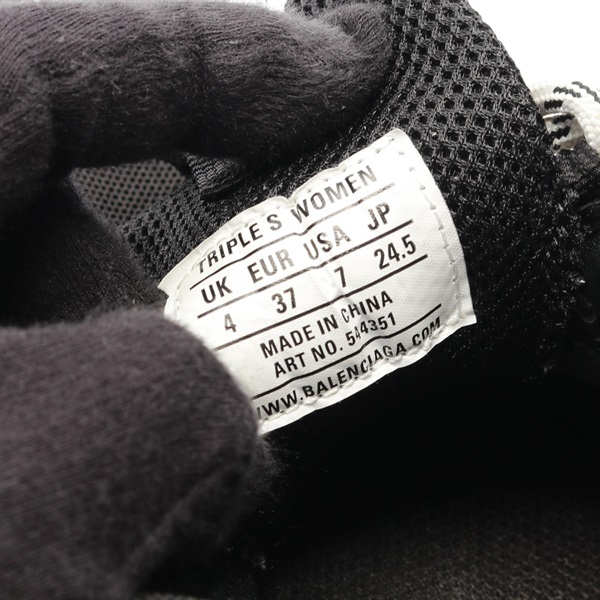 TRIPLE S WOMEN
UK EUR USA JP
4 37 7 24.5
MADE IN CHINA
ART NO. 544351
WWW.BALENCIAGA.COM